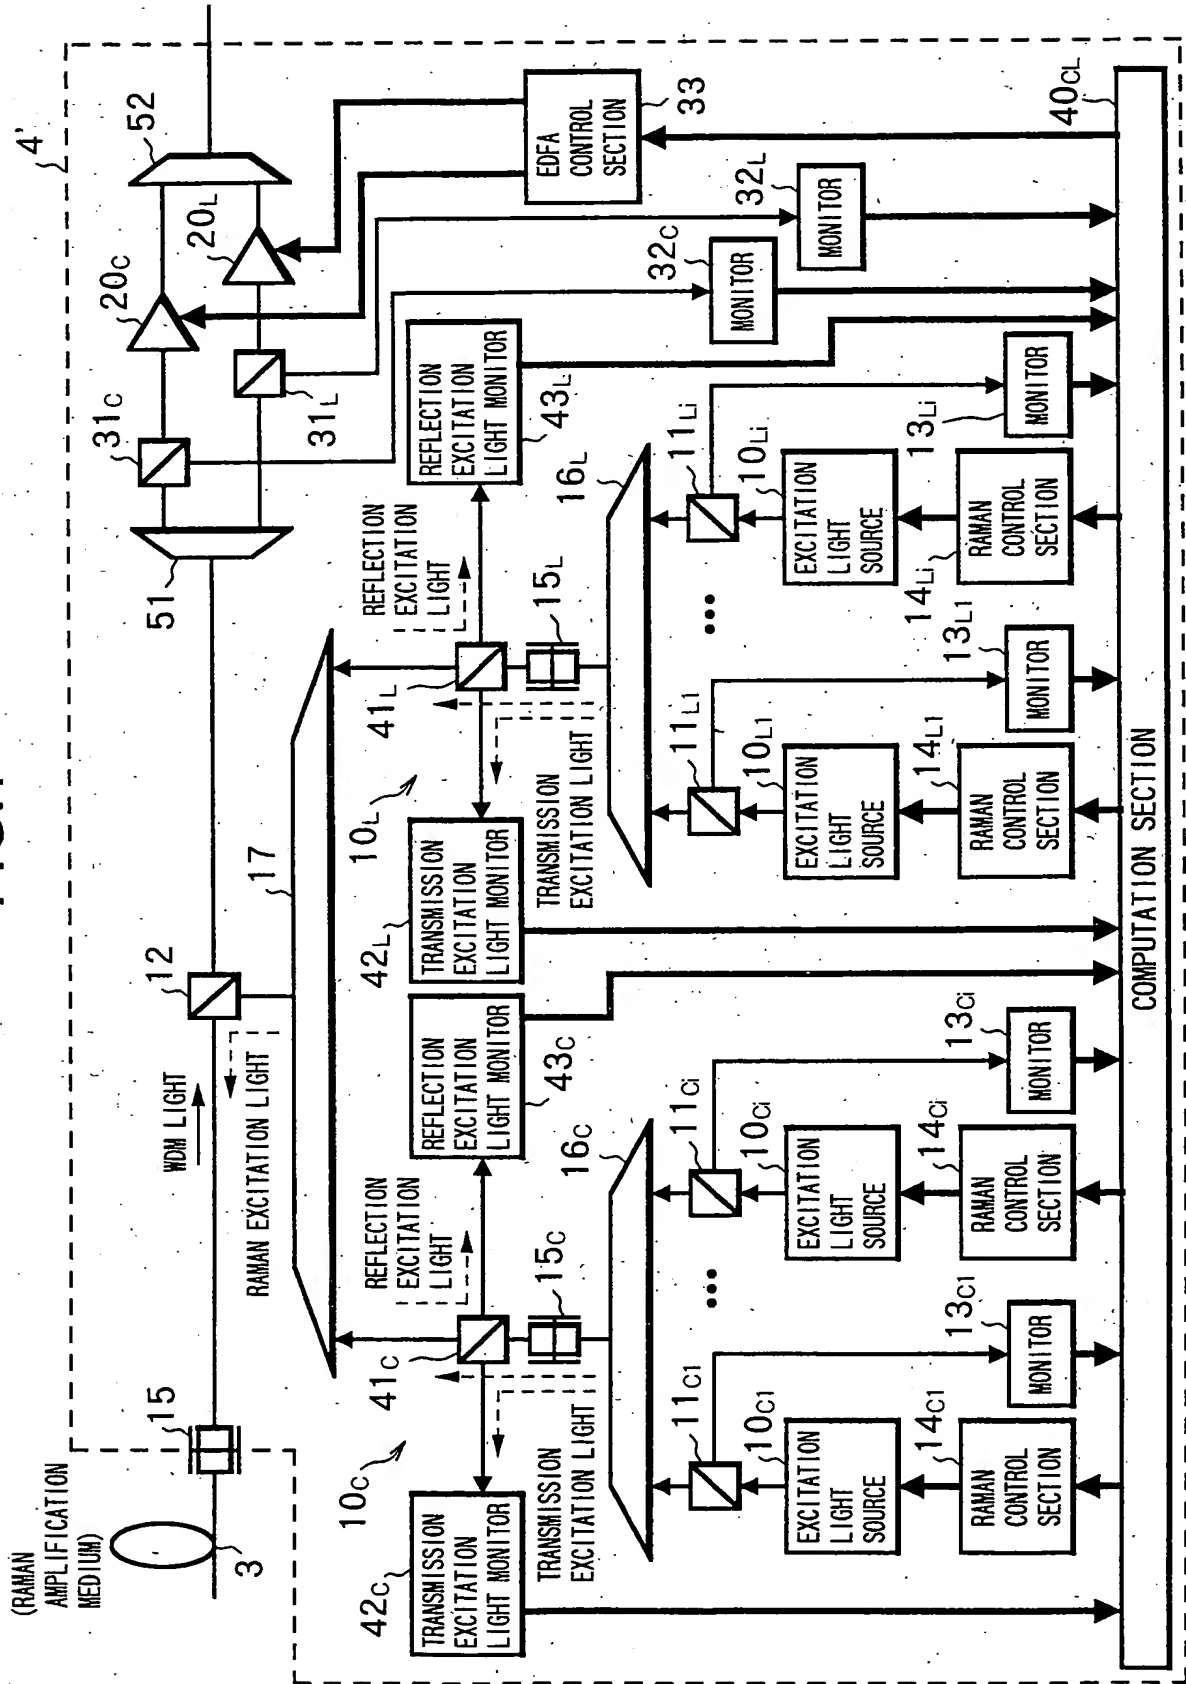 4'
(RAMAN
AMPLIFICATION
MEDIUM)
3
15
WDM LIGHT
12
RAMAN EXCITATION LIGHT
17
51
31C
20C
52
20L
31L
EDFA
CONTROL
SECTION
33
REFLECTION
EXCITATION
LIGHT
41C
15C
10C
TRANSMISSION
EXCITATION
LIGHT MONITOR
42C
TRANSMISSION
EXCITATION LIGHT
REFLECTION
EXCITATION
LIGHT MONITOR
43C
16C
REFLECTION
EXCITATION
LIGHT
41L
15L
10L
TRANSMISSION
EXCITATION
LIGHT MONITOR
42L
TRANSMISSION
EXCITATION LIGHT
REFLECTION
EXCITATION
LIGHT MONITOR
43L
16L
32C
MONITOR
32L
MONITOR
11C1
10C1
EXCITATION
LIGHT
SOURCE
14C1
RAMAN
CONTROL
SECTION
13C1
MONITOR
11Ci
10Ci
EXCITATION
LIGHT
SOURCE
14Ci
RAMAN
CONTROL
SECTION
13Ci
MONITOR
11L1
10L1
EXCITATION
LIGHT
SOURCE
14L1
RAMAN
CONTROL
SECTION
13L1
MONITOR
11Li
10Li
EXCITATION
LIGHT
SOURCE
14Li
RAMAN
CONTROL
SECTION
13Li
MONITOR
COMPUTATION SECTION
40CL